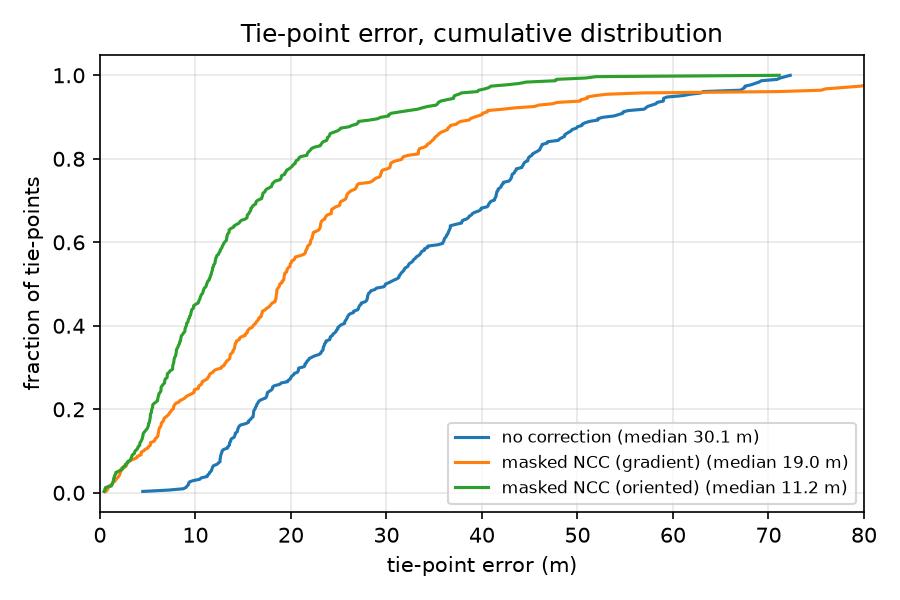 Tie-point error, cumulative distribution
1.0
0.8
0.6
0.4
0.2
0.0
fraction of tie-points
no correction (median 30.1 m)
masked NCC (gradient) (median 19.0 m)
masked NCC (oriented) (median 11.2 m)
0 10 20 30 40 50 60 70 80
tie-point error (m)